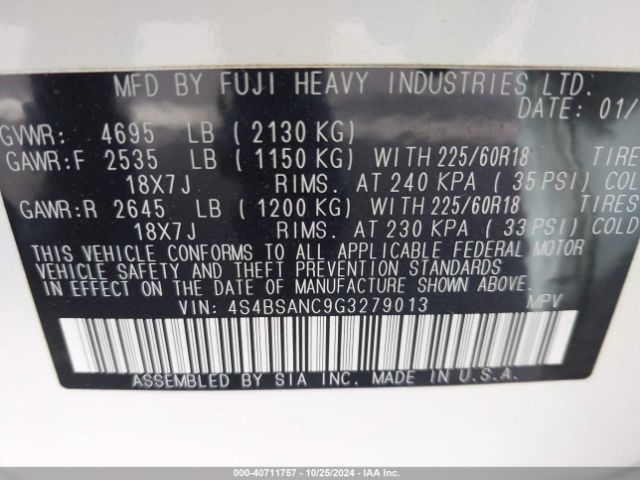 MFD BY FUJI HEAVY INDUSTRIES LTD.
DATE: 01/
GVWR: 4695 LB ( 2130 KG)
GAWR:F 2535 LB ( 1150 KG) WITH 225/60R18 TIRE
18X7J RIMS. AT 240 KPA ( 35 PSI) COL
GAWR:R 2645 LB ( 1200 KG) WITH 225/60R18 TIRES
18X7J RIMS. AT 230 KPA ( 33 PSI) COLD
THIS VEHICLE CONFORMS TO ALL APPLICABLE FEDERAL MOTOR
VEHICLE SAFETY AND THEFT PREVENTION STANDARDS IN EFFECT
ON THE DATE OF MANUFACTURE SHOWN ABOVE.
VIN: 4S4BSANC9G3279013 MPV
ASSEMBLED BY SIA INC. MADE IN U.S.A.
000-40711757 - 10/25/2024 - IAA Inc.